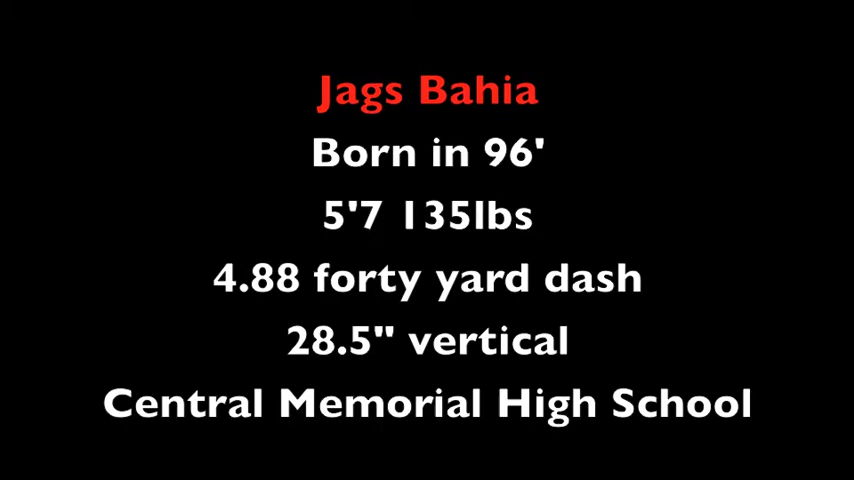 Jags Bahia
Born in 96'
5'7 135lbs
4.88 forty yard dash
28.5" vertical
Central Memorial High School